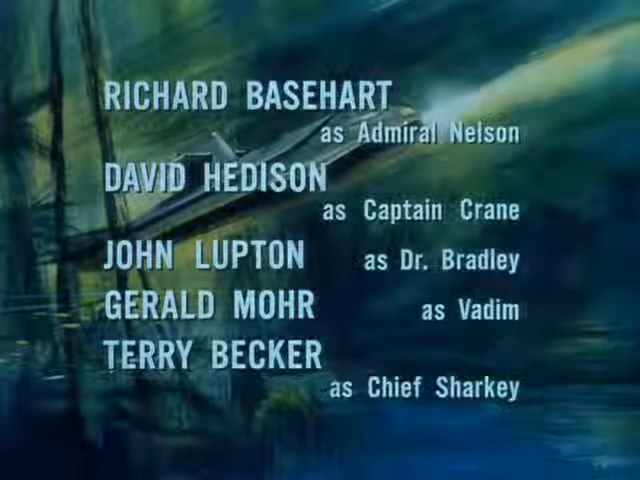 RICHARD BASEHART
as Admiral Nelson
DAVID HEDISON
as Captain Crane
JOHN LUPTON as Dr. Bradley
GERALD MOHR as Vadim
TERRY BECKER
as Chief Sharkey